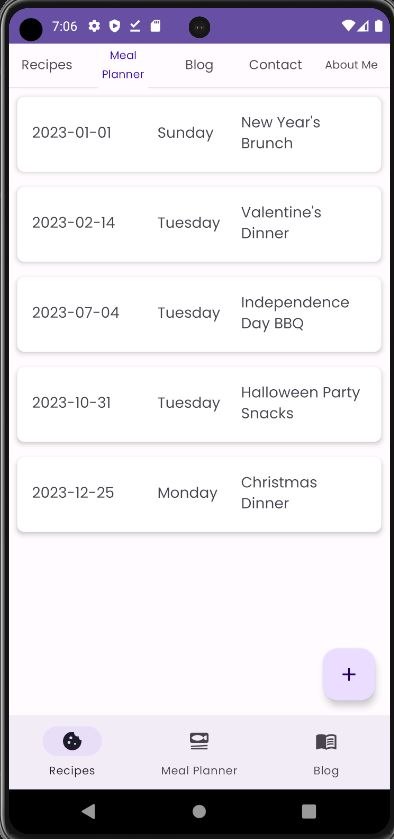 7:06
Recipes
Meal
Planner
Blog
Contact
About Me
2023-01-01 Sunday New Year's
Brunch
2023-02-14 Tuesday Valentine's
Dinner
2023-07-04 Tuesday Independence
Day BBQ
2023-10-31 Tuesday Halloween Party
Snacks
2023-12-25 Monday Christmas
Dinner
+
Recipes Meal Planner Blog